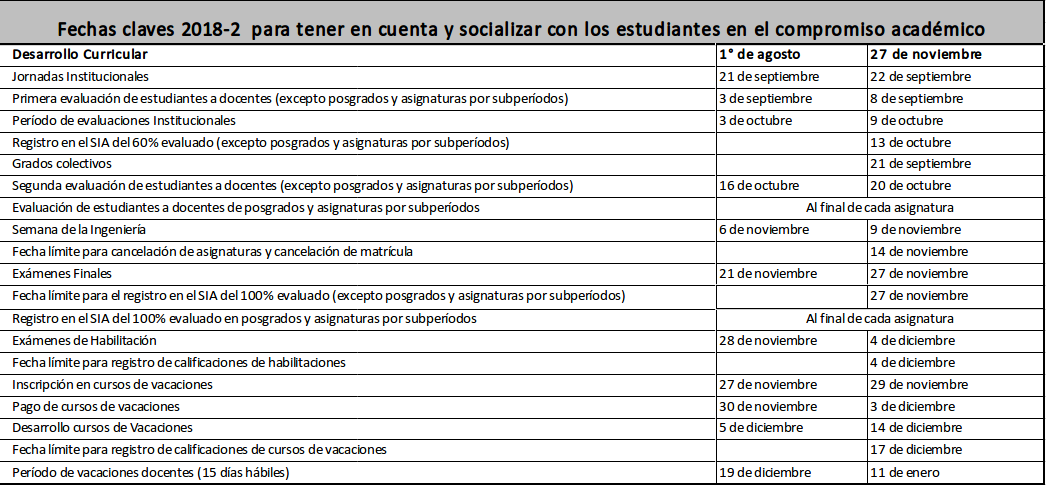 Fechas claves 2018-2 para tener en cuenta y socializar con los estudiantes en el compromiso académico
Desarrollo Curricular 1° de agosto 27 de noviembre
Jornadas Institucionales 21 de septiembre 22 de septiembre
Primera evaluación de estudiantes a docentes (excepto posgrados y asignaturas por subperíodos) 3 de septiembre 8 de septiembre
Período de evaluaciones Institucionales 3 de octubre 9 de octubre
Registro en el SIA del 60% evaluado (excepto posgrados y asignaturas por subperíodos) 13 de octubre
Grados colectivos 21 de septiembre
Segunda evaluación de estudiantes a docentes (excepto posgrados y asignaturas por subperíodos) 16 de octubre 20 de octubre
Evaluación de estudiantes a docentes de posgrados y asignaturas por subperíodos Al final de cada asignatura
Semana de la Ingeniería 6 de noviembre 9 de noviembre
Fecha límite para cancelación de asignaturas y cancelación de matrícula 14 de noviembre
Exámenes Finales 21 de noviembre 27 de noviembre
Fecha límite para el registro en el SIA del 100% evaluado (excepto posgrados y asignaturas por subperíodos) 27 de noviembre
Registro en el SIA del 100% evaluado en posgrados y asignaturas por subperíodos Al final de cada asignatura
Exámenes de Habilitación 28 de noviembre 4 de diciembre
Fecha límite para registro de calificaciones de habilitaciones 4 de diciembre
Inscripción en cursos de vacaciones 27 de noviembre 29 de noviembre
Pago de cursos de vacaciones 30 de noviembre 3 de diciembre
Desarrollo cursos de Vacaciones 5 de diciembre 14 de diciembre
Fecha límite para registro de calificaciones de cursos de vacaciones 17 de diciembre
Período de vacaciones docentes (15 días hábiles) 19 de diciembre 11 de enero